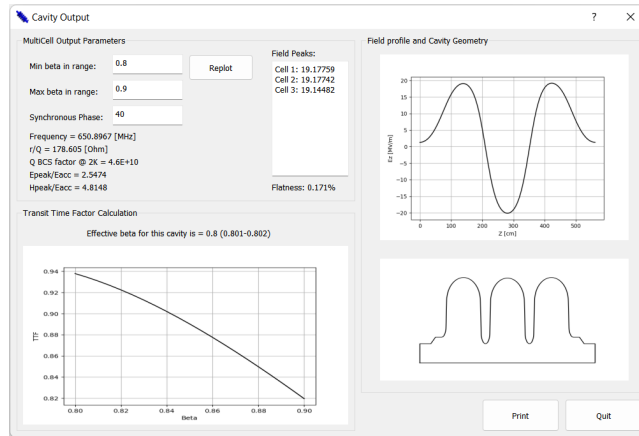 Cavity Output
? ×
MultiCell Output Parameters
Min beta in range: 0.8
Replot
Max beta in range: 0.9
Synchronous Phase: 40
Frequency = 650.8967 [MHz]
r/Q = 178.605 [Ohm]
Q BCS factor @ 2K = 4.6E+10
Epeak/Eacc = 2.5474
Hpeak/Eacc = 4.8148
Field Peaks:
Cell 1: 19.17759
Cell 2: 19.17742
Cell 3: 19.14482
Flatness: 0.171%
Transit Time Factor Calculation
Effective beta for this cavity is = 0.8 (0.801-0.802)
0.94
0.92
0.90
0.88
0.86
0.84
0.82
TTF
0.80 0.82 0.84 0.86 0.88 0.90
Beta
Field profile and Cavity Geometry
20
15
10
5
0
−5
−10
−15
−20
Ez [MV/m]
0 100 200 300 400 500
Z [cm]
Print
Quit